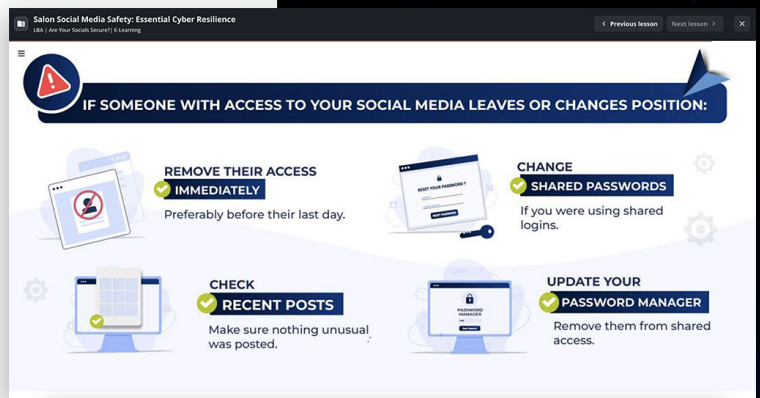 Salon Social Media Safety: Essential Cyber Resilience
LBA | Are Your Socials Secure?| E-Learning
Previous lesson
Next lesson
IF SOMEONE WITH ACCESS TO YOUR SOCIAL MEDIA LEAVES OR CHANGES POSITION:
REMOVE THEIR ACCESS
IMMEDIATELY
Preferably before their last day.
RESET YOUR PASSWORD ?
CHANGE
SHARED PASSWORDS
If you were using shared
logins.
CHECK
RECENT POSTS
Make sure nothing unusual
was posted.
PASSWORD
MANAGER
UPDATE YOUR
PASSWORD MANAGER
Remove them from shared
access.